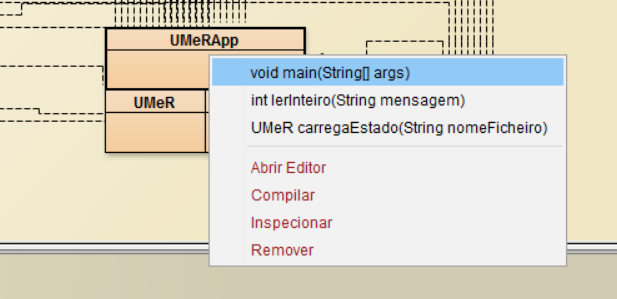 UMeRApp
void main(String[] args)
int lerInteiro(String mensagem)
UMeR
UMeR carregaEstado(String nomeFicheiro)
Abrir Editor
Compilar
Inspecionar
Remover